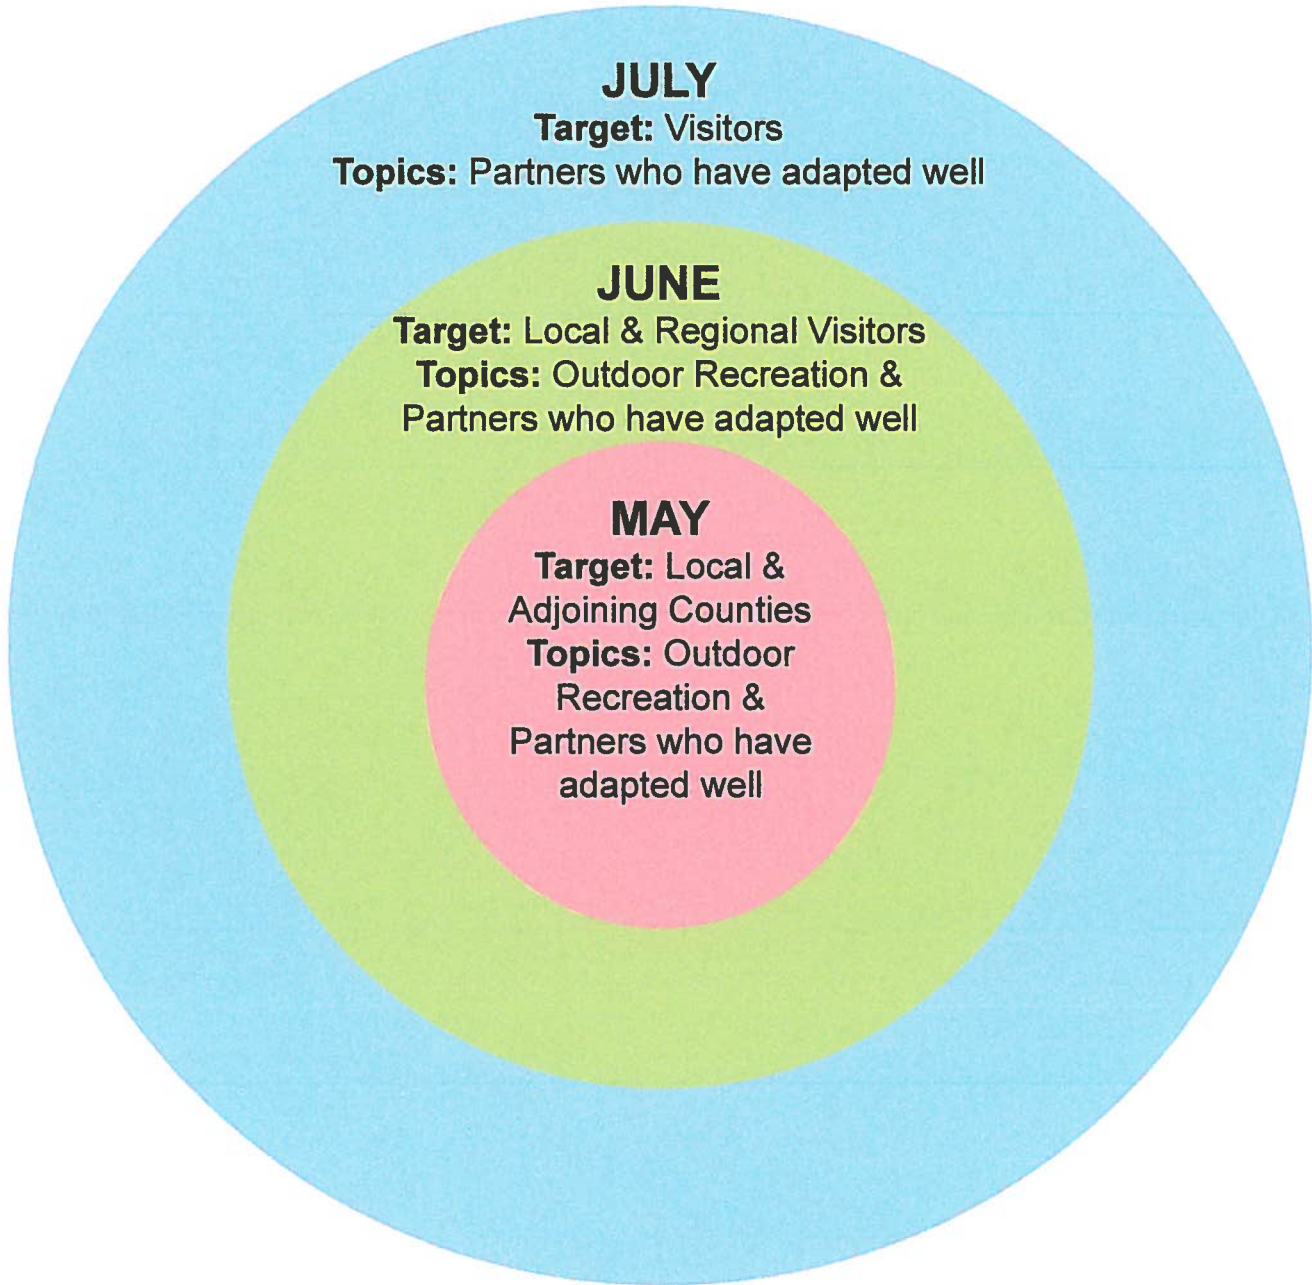 JULY
Target: Visitors
Topics: Partners who have adapted well
JUNE
Target: Local & Regional Visitors
Topics: Outdoor Recreation &
Partners who have adapted well
MAY
Target: Local &
Adjoining Counties
Topics: Outdoor
Recreation &
Partners who have
adapted well